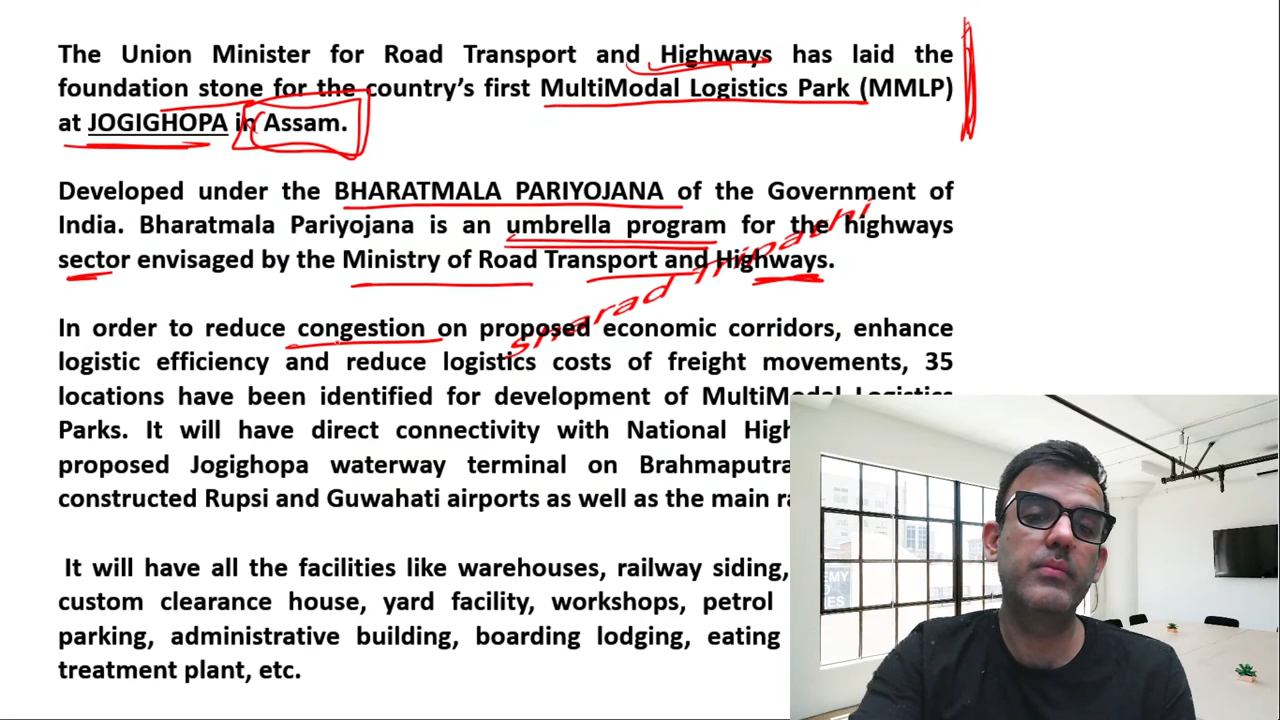 The Union Minister for Road Transport and Highways has laid the
foundation stone for the country's first MultiModal Logistics Park (MMLP)
at JOGIGHOPA in Assam.
Developed under the BHARATMALA PARIYOJANA of the Government of
India. Bharatmala Pariyojana is an umbrella program for the highways
sector envisaged by the Ministry of Road Transport and Highways.
In order to reduce congestion on proposed economic corridors, enhance
logistic efficiency and reduce logistics costs of freight movements, 35
locations have been identified for development of MultiModal Logistics
Parks. It will have direct connectivity with National High
proposed Jogighopa waterway terminal on Brahmaputra
constructed Rupsi and Guwahati airports as well as the main ra
It will have all the facilities like warehouses, railway siding,
custom clearance house, yard facility, workshops, petrol
parking, administrative building, boarding lodging, eating
treatment plant, etc.
Sharad Tripathi